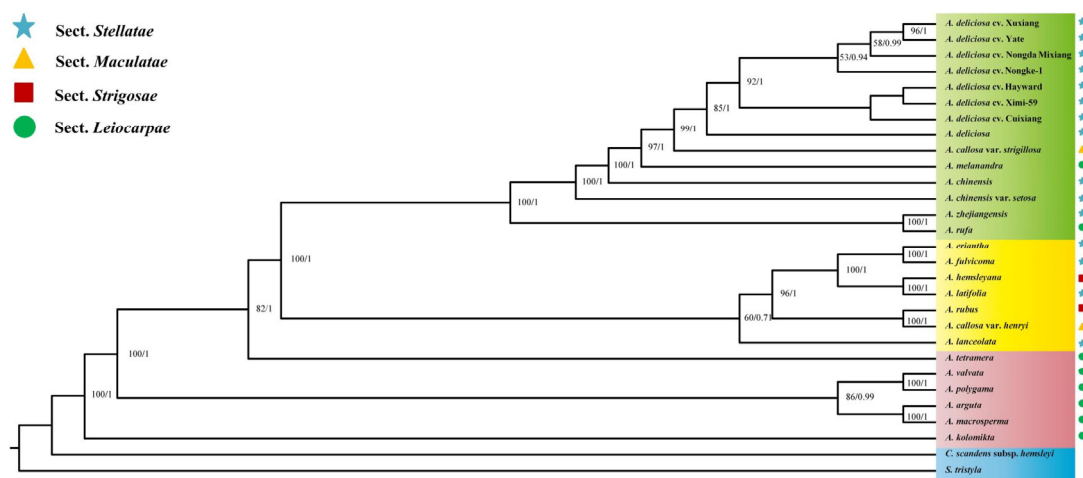 Sect. Stellatae
Sect. Maculatae
Sect. Strigosae
Sect. Leiocarpae
A. deliciosa cv. Xuxiang
96/1
A. deliciosa cv. Yate
58/0.99
53/0.94
A. deliciosa cv. Nongda Mixiang
A. deliciosa cv. Nongke-1
92/1
A. deliciosa cv. Hayward
A. deliciosa cv. Ximi-59
85/1
A. deliciosa cv. Cuixiang
99/1
A. deliciosa
97/1
A. callosa var. strigillosa
100/1
A. melanandra
100/1
A. chinensis
100/1
A. chinensis var. setosa
A. zhejiangensis
100/1
A. rufa
A. eriantha
100/1
100/1
A. fulvicoma
100/1
A. hemsleyana
100/1
96/1
A. latifolia
82/1
A. rubus
60/0.71
100/1
A. callosa var. henryi
A. lanceolata
100/1
A. tetramera
A. valvata
100/1
A. polygama
100/1
86/0.99
A. arguta
100/1
A. macrosperma
A. kolomikta
C. scandens subsp. hemsleyi
S. tristyla